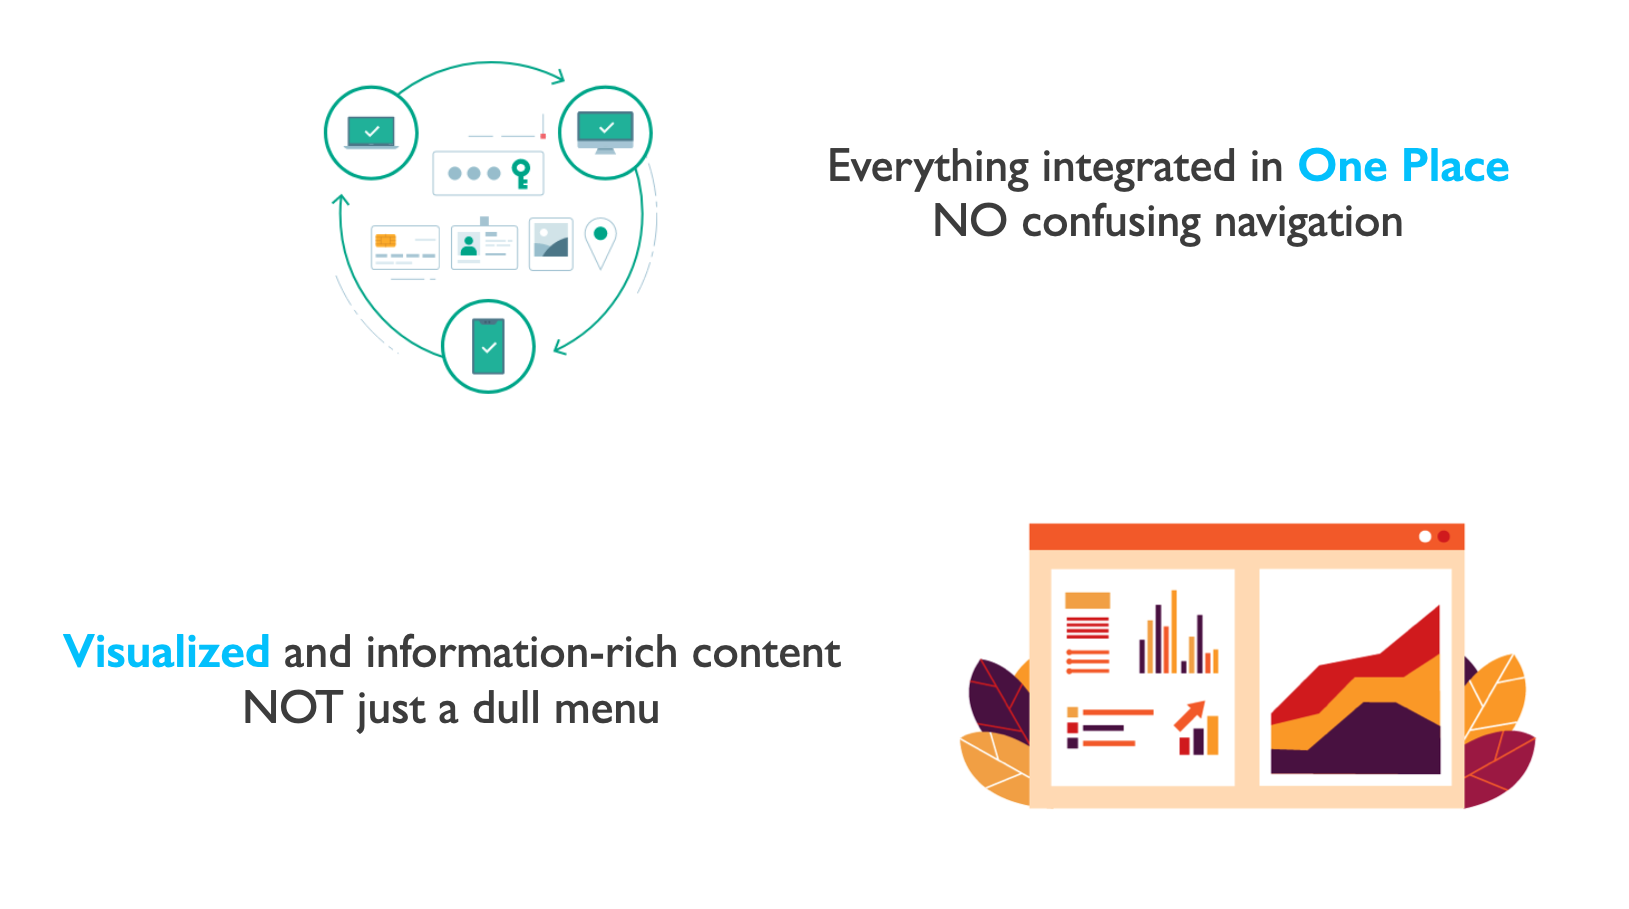 Everything integrated in One Place
NO confusing navigation
Visualized and information-rich content
NOT just a dull menu